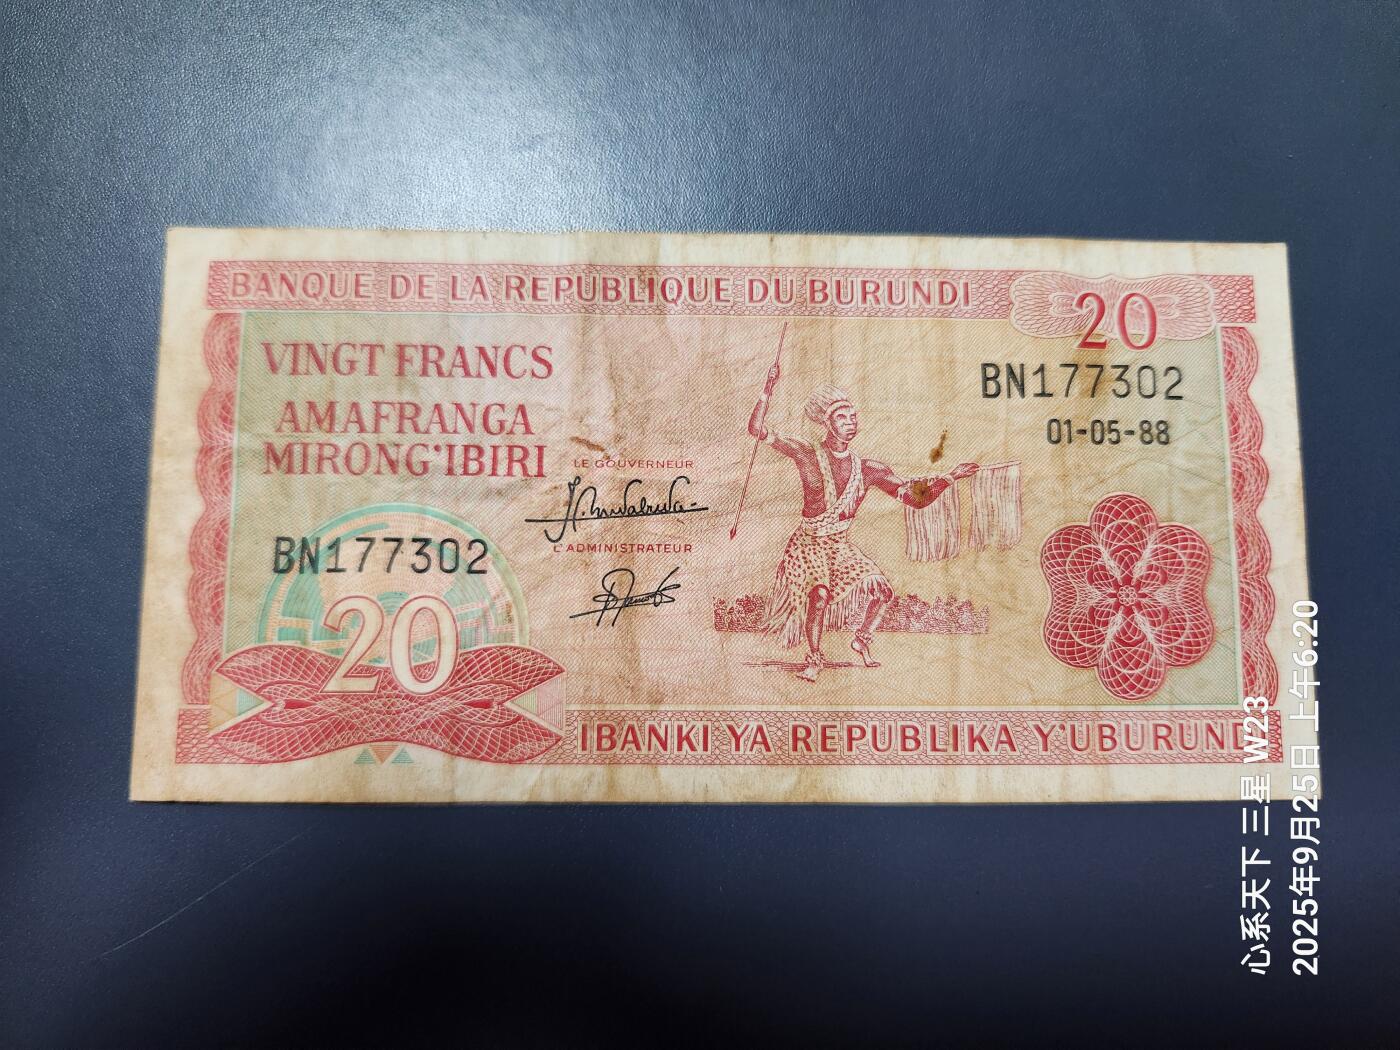 BANQUE DE LA REPUBLIQUE DU BURUNDI
20
VINGT FRANCS
AMAFRANGA
MIRONG'IBIRI
BN177302
01-05-88
LE GOUVERNEUR
L'ADMINISTRATEUR
BN177302
20
IBANKI YA REPUBLIKA Y'UBURUNDI
心系天下 三星 W23
2025年9月25日 上午6:20